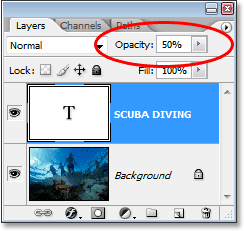 Layers Channels Paths
Normal Opacity: 50%
Lock: Fill: 100%
T SCUBA DIVING
Background